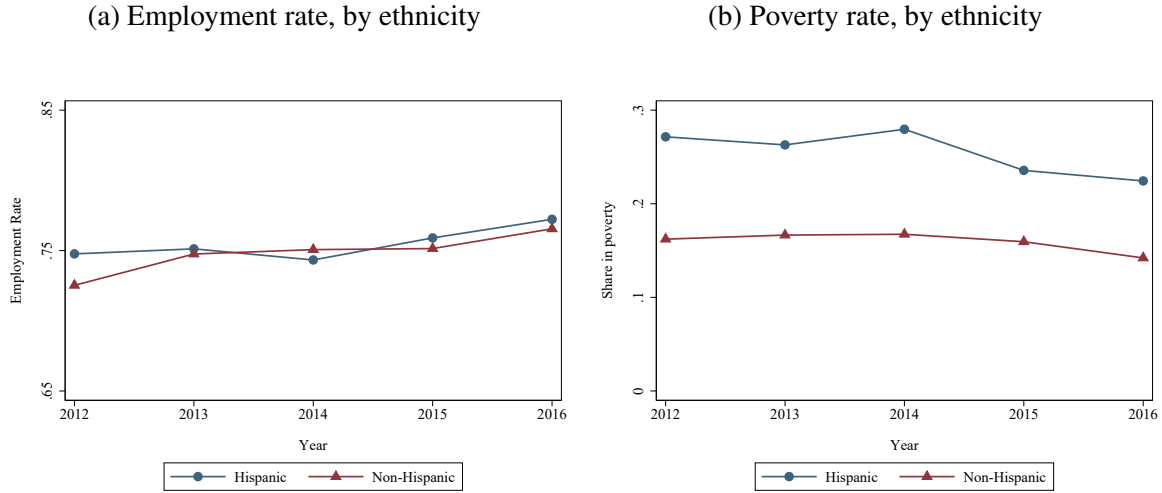 (a) Employment rate, by ethnicity
.85
.75
.65
Employment Rate
2012 2013 2014 2015 2016
Year
Hispanic Non-Hispanic
(b) Poverty rate, by ethnicity
.3
.2
.1
0
Share in poverty
2012 2013 2014 2015 2016
Year
Hispanic Non-Hispanic